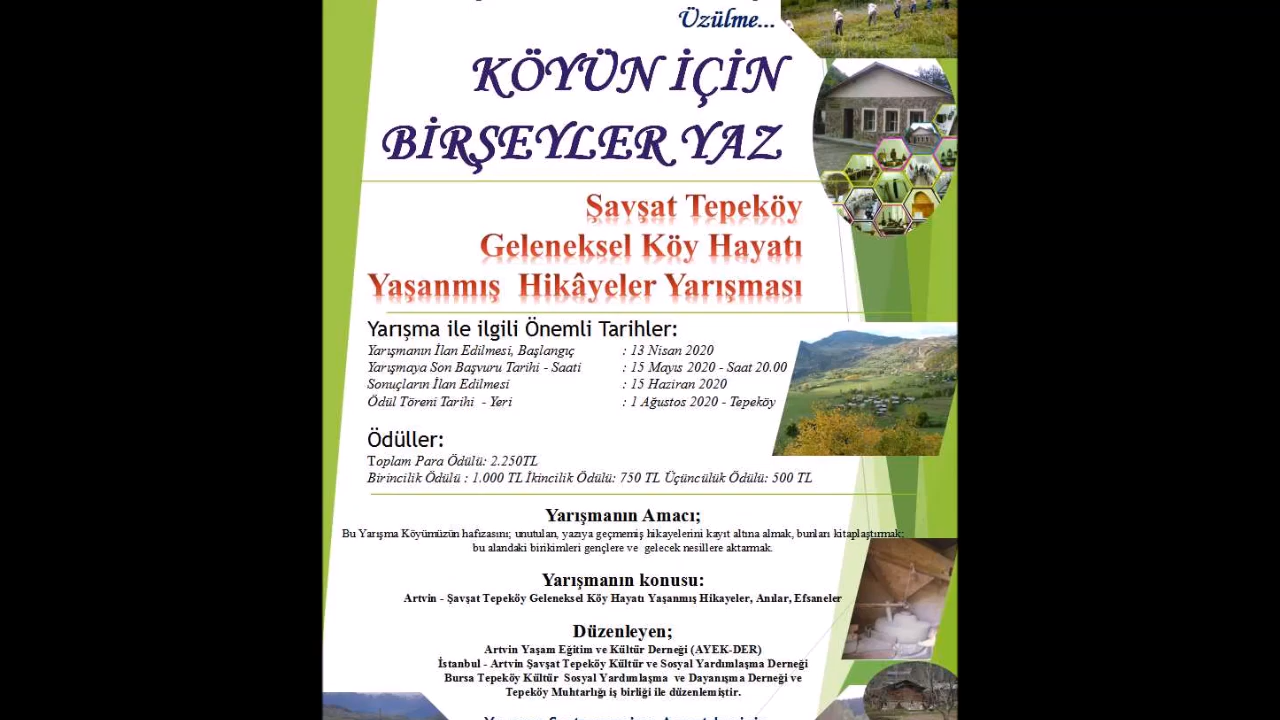 Üzülme...
KÖYÜN İÇİN
BİRŞEYLER YAZ
Şavşat Tepeköy
Geleneksel Köy Hayatı
Yaşanmış Hikâyeler Yarışması
Yarışma ile ilgili Önemli Tarihler:
Yarışmanın İlan Edilmesi, Başlangıç : 13 Nisan 2020
Yarışmaya Son Başvuru Tarihi - Saati : 15 Mayıs 2020 - Saat 20.00
Sonuçların İlan Edilmesi : 15 Haziran 2020
Ödül Töreni Tarihi - Yeri : 1 Ağustos 2020 - Tepeköy
Ödüller:
Toplam Para Ödülü: 2.250TL
Birincilik Ödülü : 1.000 TL İkincilik Ödülü: 750 TL Üçüncülük Ödülü: 500 TL
Yarışmanın Amacı;
Bu Yarışma Köyümüzün hafızasını; unutulan, yazıya geçmemiş hikayelerini kayıt altına almak, bunları kitaplaştırmak;
bu alandaki birikimleri gençlere ve gelecek nesillere aktarmak.
Yarışmanın konusu:
Artvin - Şavşat Tepeköy Geleneksel Köy Hayatı Yaşanmış Hikayeler, Anılar, Efsaneler
Düzenleyen;
Artvin Yaşam Eğitim ve Kültür Derneği (AYEK-DER)
İstanbul - Artvin Şavşat Tepeköy Kültür ve Sosyal Yardımlaşma Derneği
Bursa Tepeköy Kültür Sosyal Yardımlaşma ve Dayanışma Derneği ve
Tepeköy Muhtarlığı iş birliği ile düzenlemiştir.